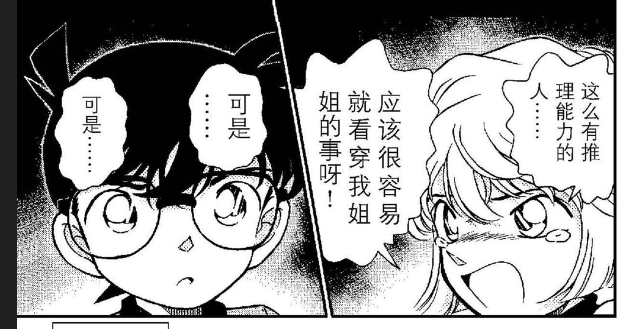 这么有推
理能力的
人……
应该很容易
就看穿我姐
姐的事呀！
可是
……
可是……